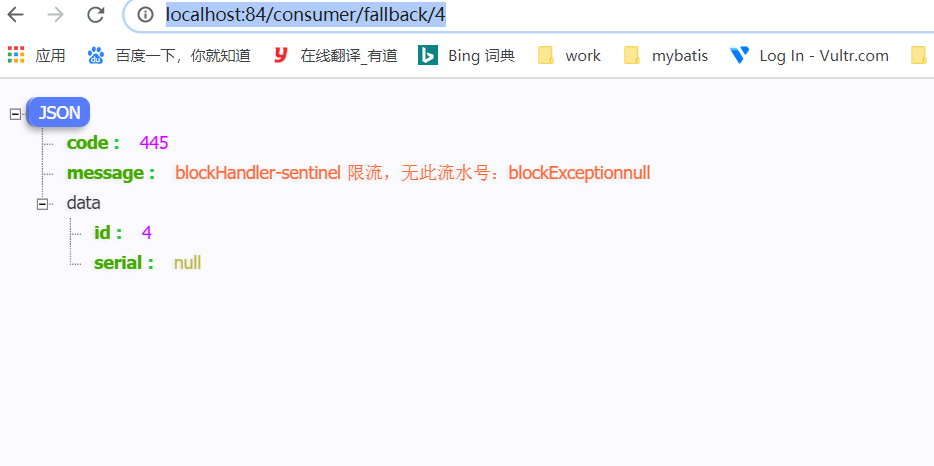 localhost:84/consumer/fallback/4
应用 百度一下，你就知道 在线翻译_有道 Bing 词典 work mybatis Log In - Vultr.com
JSON
code : 445
message : blockHandler-sentinel 限流，无此流水号：blockExceptionnull
data
id : 4
serial : null